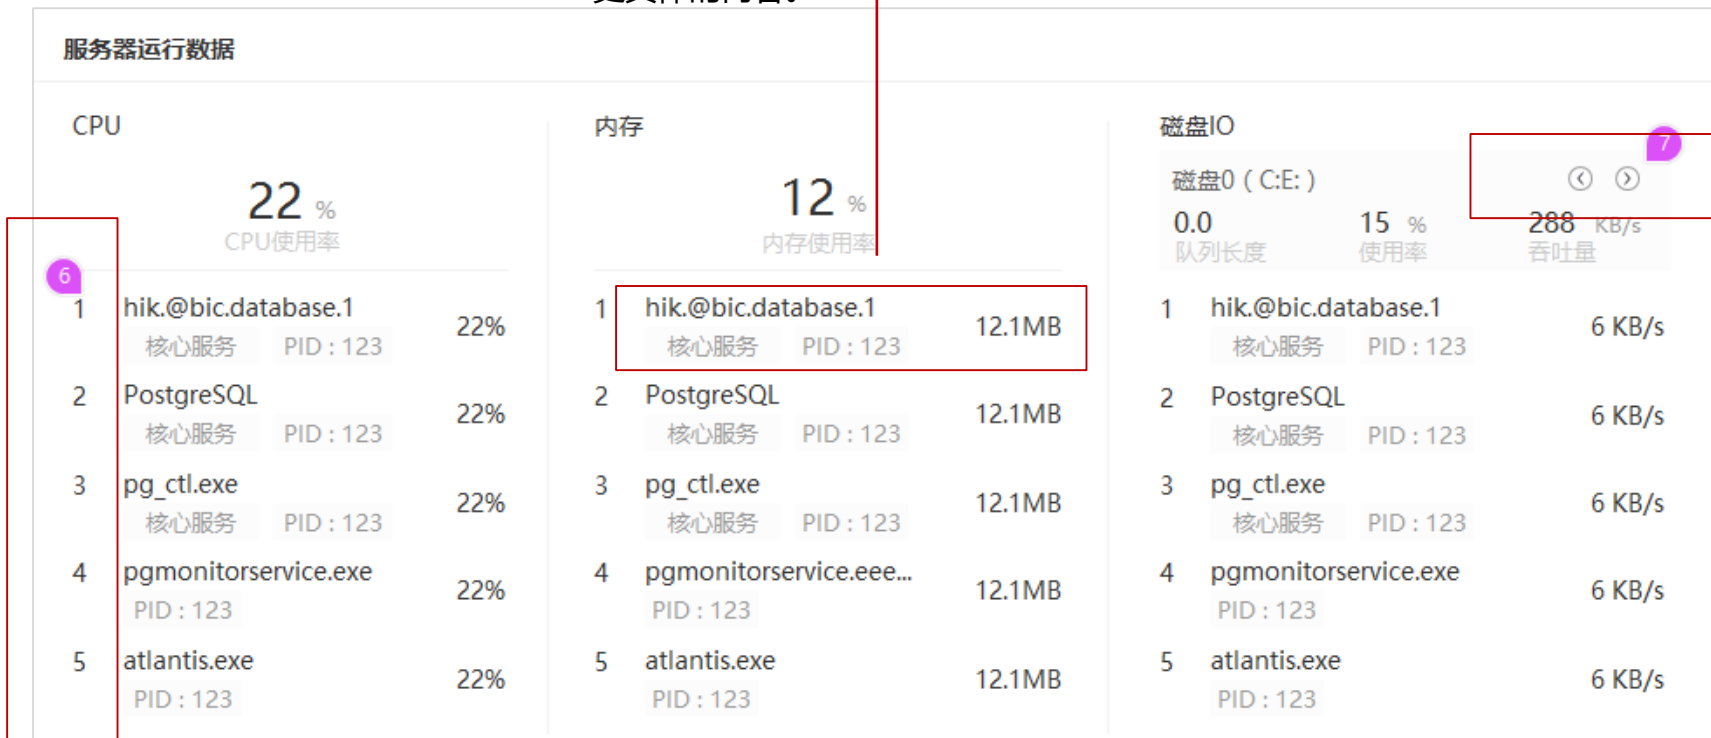 服务器运行数据
CPU
22 %
CPU使用率
6
1 hik.@bic.database.1 22%
核心服务 PID : 123
2 PostgreSQL 22%
核心服务 PID : 123
3 pg_ctl.exe 22%
核心服务 PID : 123
4 pgmonitorservice.exe 22%
PID : 123
5 atlantis.exe 22%
PID : 123
内存
12 %
内存使用率
1 hik.@bic.database.1 12.1MB
核心服务 PID : 123
2 PostgreSQL 12.1MB
核心服务 PID : 123
3 pg_ctl.exe 12.1MB
核心服务 PID : 123
4 pgmonitorservice.eee... 12.1MB
PID : 123
5 atlantis.exe 12.1MB
PID : 123
磁盘IO
7
磁盘0 ( C:E: )
0.0 15 % 288 KB/s
队列长度 使用率 吞吐量
1 hik.@bic.database.1 6 KB/s
核心服务 PID : 123
2 PostgreSQL 6 KB/s
核心服务 PID : 123
3 pg_ctl.exe 6 KB/s
核心服务 PID : 123
4 pgmonitorservice.exe 6 KB/s
PID : 123
5 atlantis.exe 6 KB/s
PID : 123